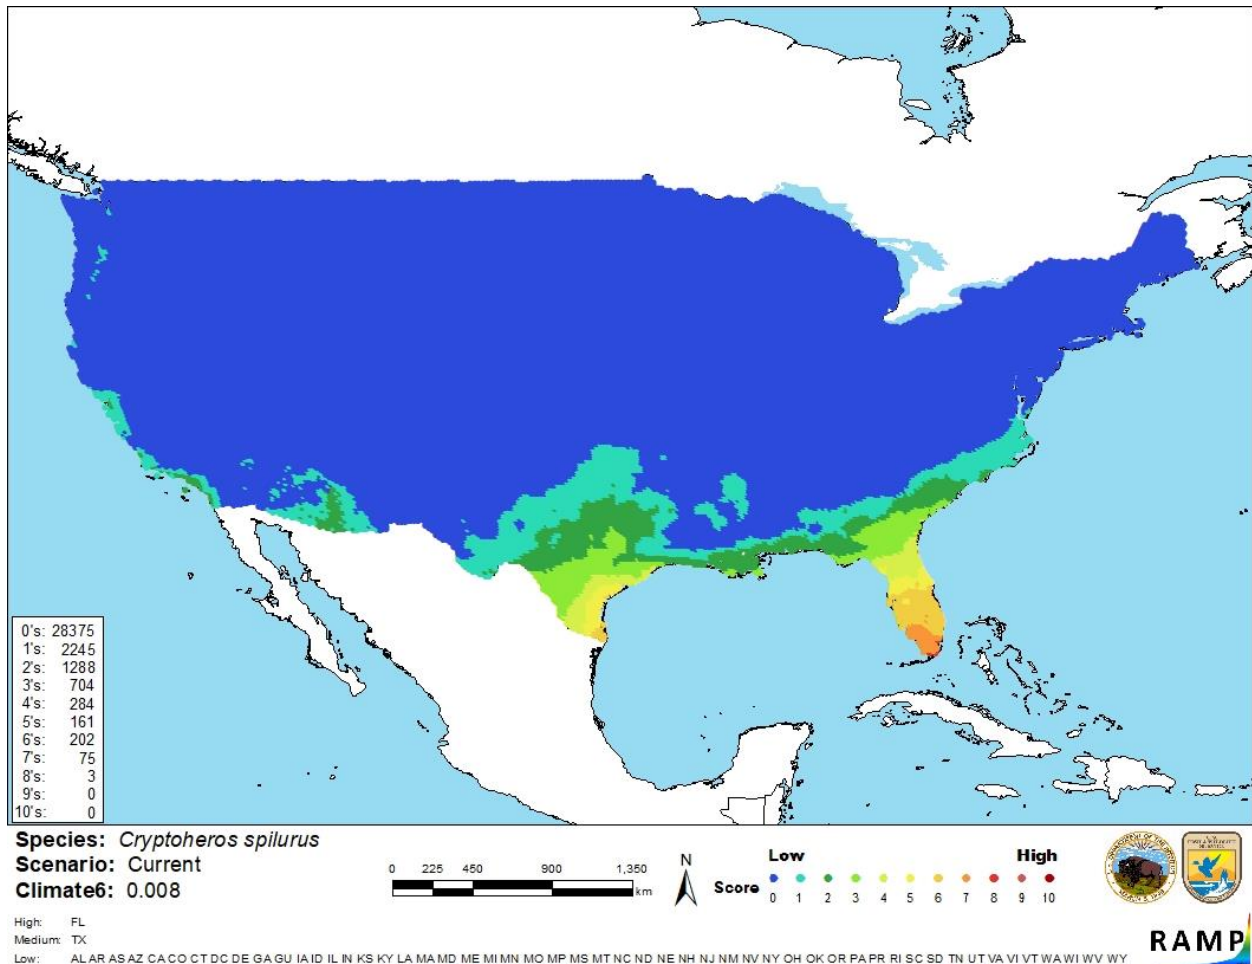 0's: 28375
1's: 2245
2's: 1288
3's: 704
4's: 284
5's: 161
6's: 202
7's: 75
8's: 3
9's: 0
10's: 0
Species: Cryptoheros spilurus
Scenario: Current
Climate6: 0.008
0 225 450 900 1,350
km
N
Low High
Score
0 1 2 3 4 5 6 7 8 9 10
High: FL
Medium: TX
Low: AL AR AS AZ CA CO CT DC DE GA GU IA ID IL IN KS KY LA MA MD ME MI MN MO MP MS MT NC ND NE NH NJ NM NV NY OH OK OR PA PR RI SC SD TN UT VA VI VT WA WI WV WY
RAMP